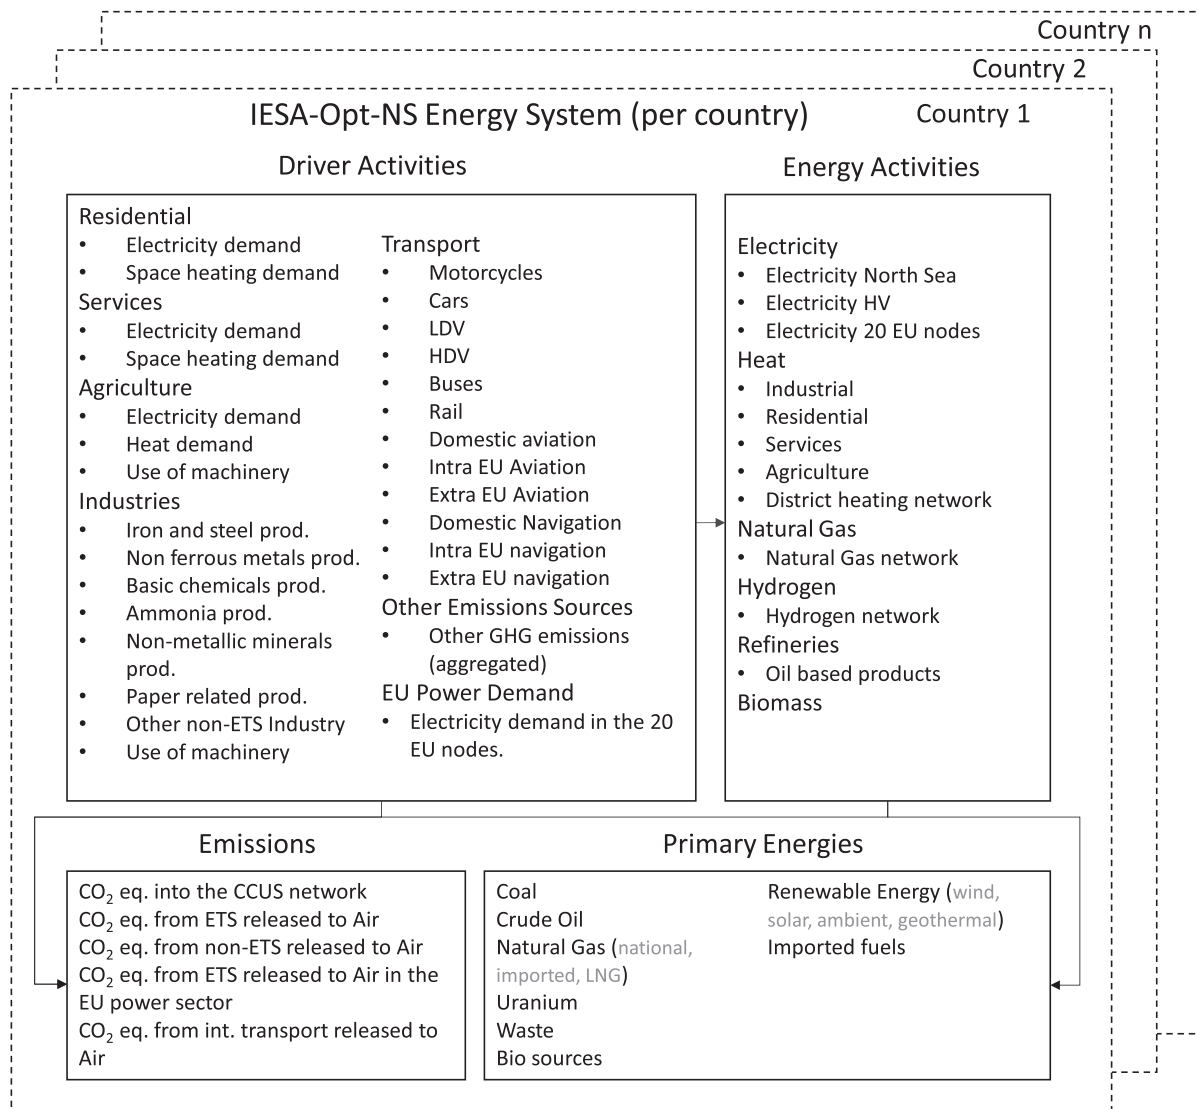 Country n
Country 2
IESA-Opt-NS Energy System (per country)
Country 1
Driver Activities
Residential
• Electricity demand
• Space heating demand
Services
• Electricity demand
• Space heating demand
Agriculture
• Electricity demand
• Heat demand
• Use of machinery
Industries
• Iron and steel prod.
• Non ferrous metals prod.
• Basic chemicals prod.
• Ammonia prod.
• Non-metallic minerals
prod.
• Paper related prod.
• Other non-ETS Industry
• Use of machinery
Transport
• Motorcycles
• Cars
• LDV
• HDV
• Buses
• Rail
• Domestic aviation
• Intra EU Aviation
• Extra EU Aviation
• Domestic Navigation
• Intra EU navigation
• Extra EU navigation
Other Emissions Sources
• Other GHG emissions
(aggregated)
EU Power Demand
• Electricity demand in the 20
EU nodes.
Energy Activities
Electricity
• Electricity North Sea
• Electricity HV
• Electricity 20 EU nodes
Heat
• Industrial
• Residential
• Services
• Agriculture
• District heating network
Natural Gas
• Natural Gas network
Hydrogen
• Hydrogen network
Refineries
• Oil based products
Biomass
Emissions
CO₂ eq. into the CCUS network
CO₂ eq. from ETS released to Air
CO₂ eq. from non-ETS released to Air
CO₂ eq. from ETS released to Air in the
EU power sector
CO₂ eq. from int. transport released to
Air
Primary Energies
Coal
Crude Oil
Natural Gas (national,
imported, LNG)
Uranium
Waste
Bio sources
Renewable Energy (wind,
solar, ambient, geothermal)
Imported fuels